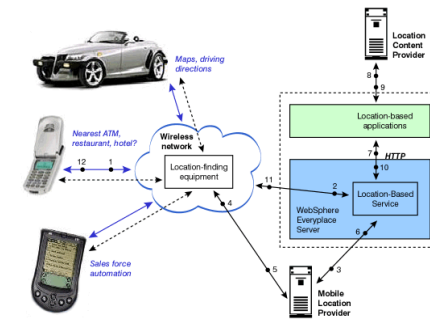 Maps, driving
directions
Location
Content
Provider
8
9
Nearest ATM,
restaurant, hotel?
Wireless
network
Location-finding
equipment
Location-based
applications
7
HTTP
10
12
1
11
2
Location-Based
Service
4
WebSphere
Everyplace
Server
6
Sales force
automation
5
3
Mobile
Location
Provider